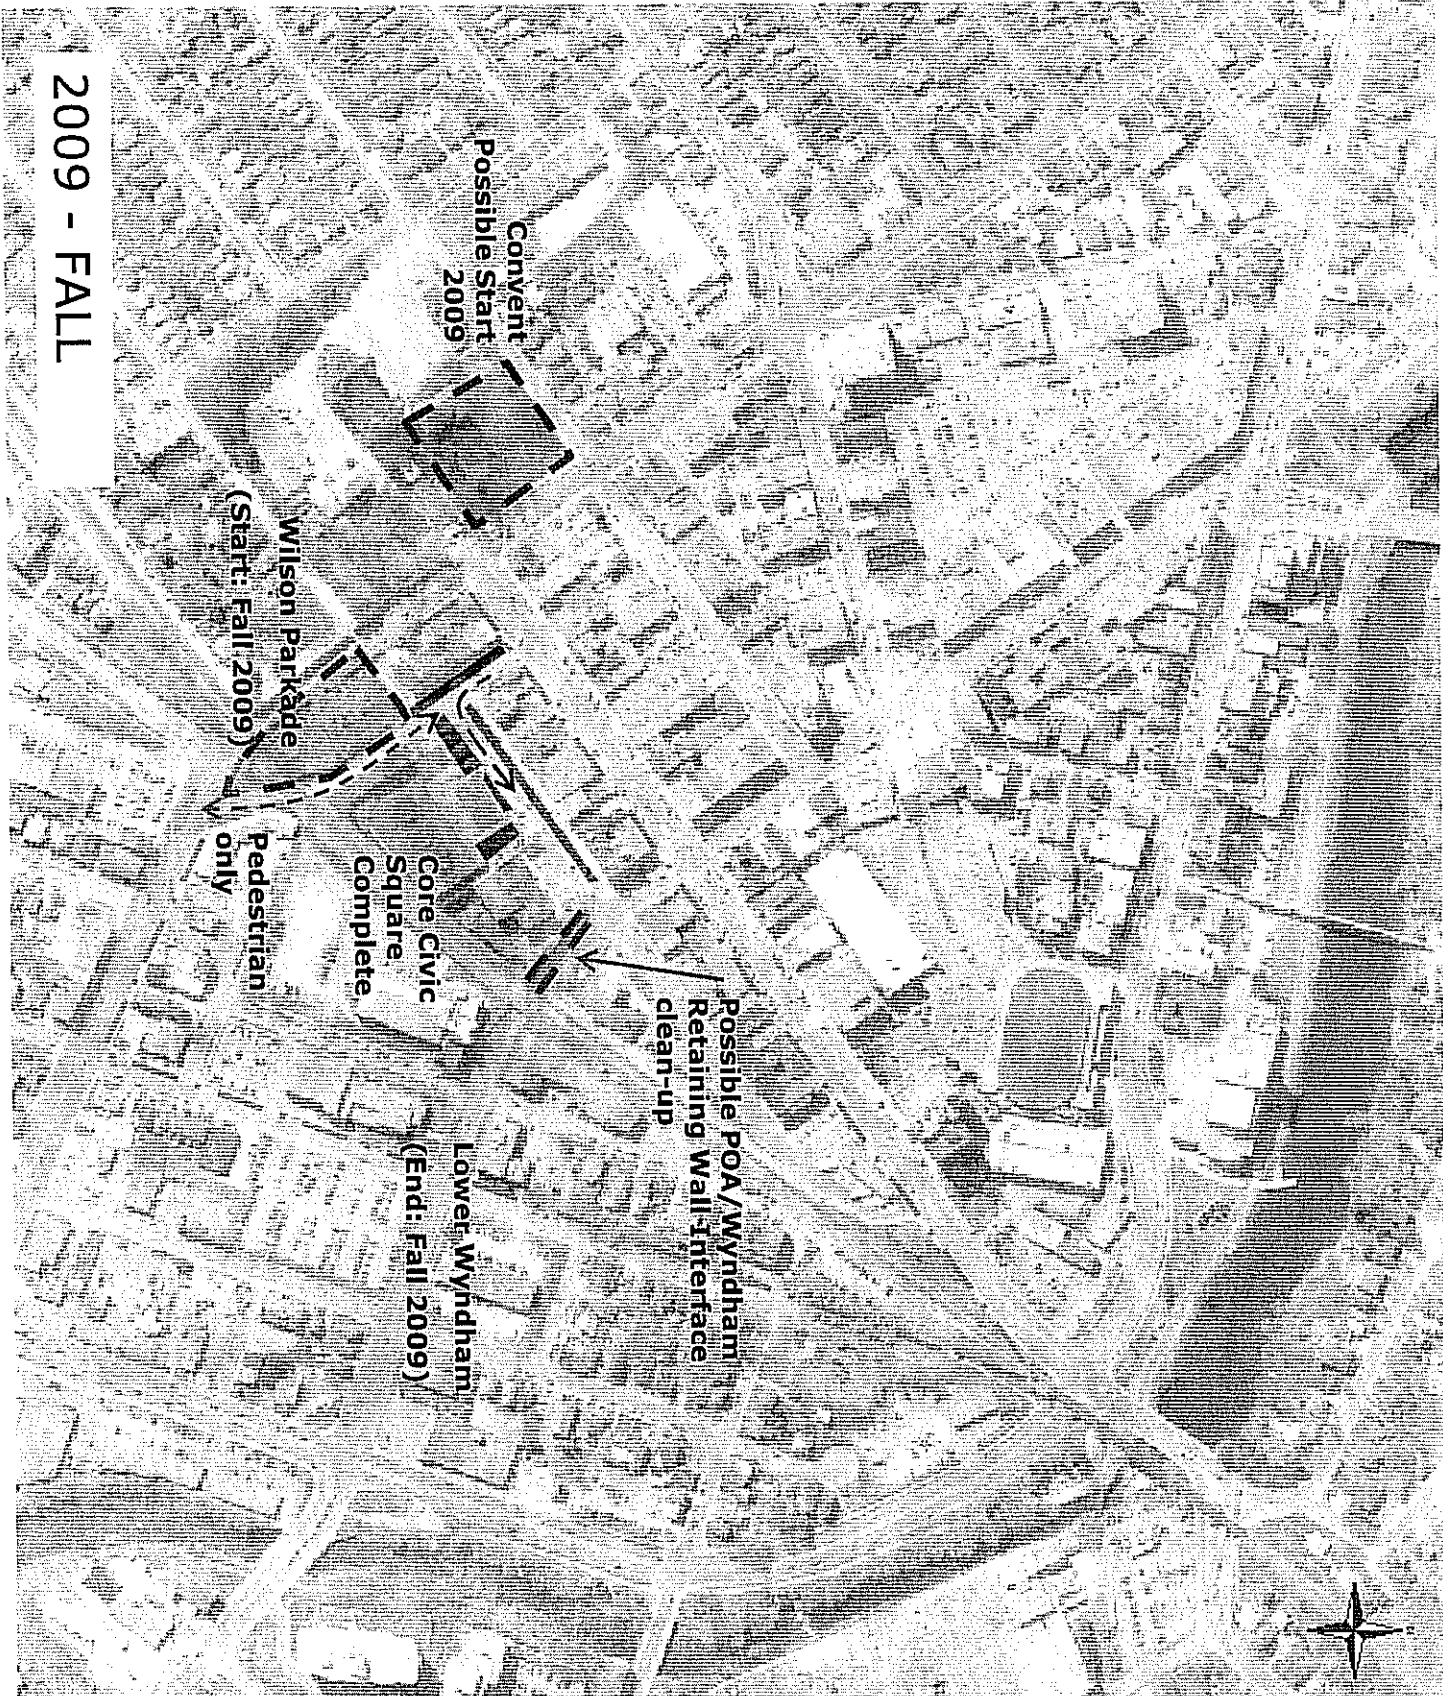 Convent
Possible Start
2009
Possible POA/Wyndham
Retaining Wall Interface
clean-up
Lower Wyndham
(End: Fall 2009)
Core Civic
Square
Complete
Wilson Parkade
(Start: Fall 2009)
Pedestrian
only
2009 - FALL